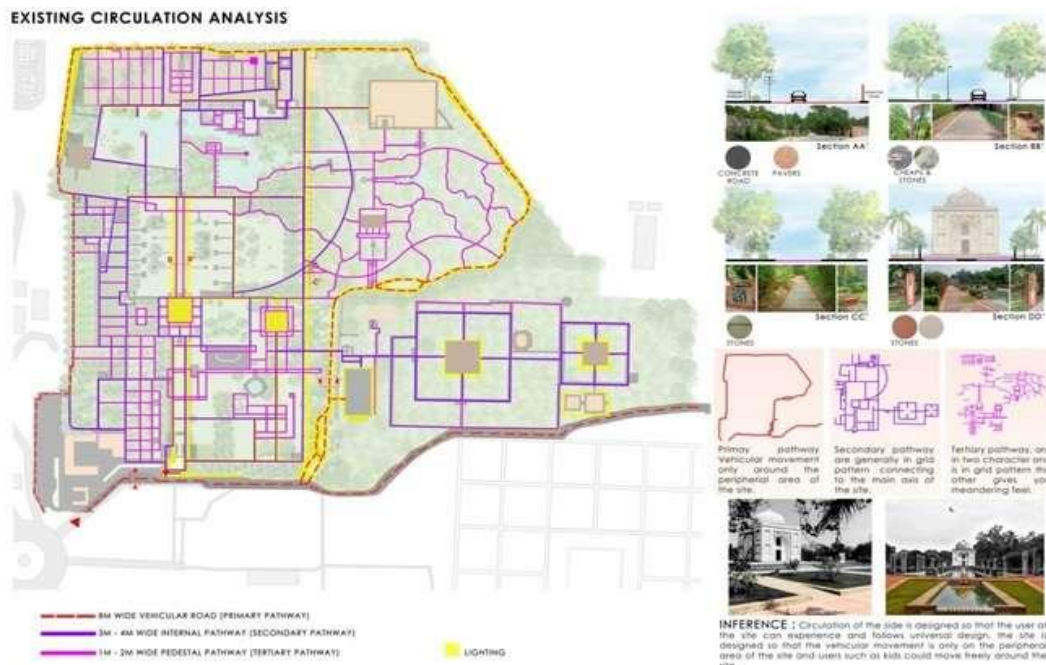 EXISTING CIRCULATION ANALYSIS
Section AA'
Section BB'
CONCRETE ROAD
PAVERS
CHEAPS & STONES
Section CC'
Section DD'
STONES
STONES
Primay pathway
Vehicular movement
only around the
peripherial area of
the site.
Secondary pathway
are generally in grid
pattern connecting
to the main axis of
the site.
Tertiary pathway, are
in two character one
is in grid pattern the
other gives you
meandering feel.
8M WIDE VEHICULAR ROAD (PRIMARY PATHWAY)
3M - 4M WIDE INTERNAL PATHWAY (SECONDARY PATHWAY)
1M - 2M WIDE PEDESTAL PATHWAY (TERTIARY PATHWAY)
LIGHTING
INFERENCE : Circulation of the side is designed so that the user of
the site can experience and follows universal design. the site is
designed so that the vehicular movement is only on the peripheral
area of the site and users such as kids could move freely around the